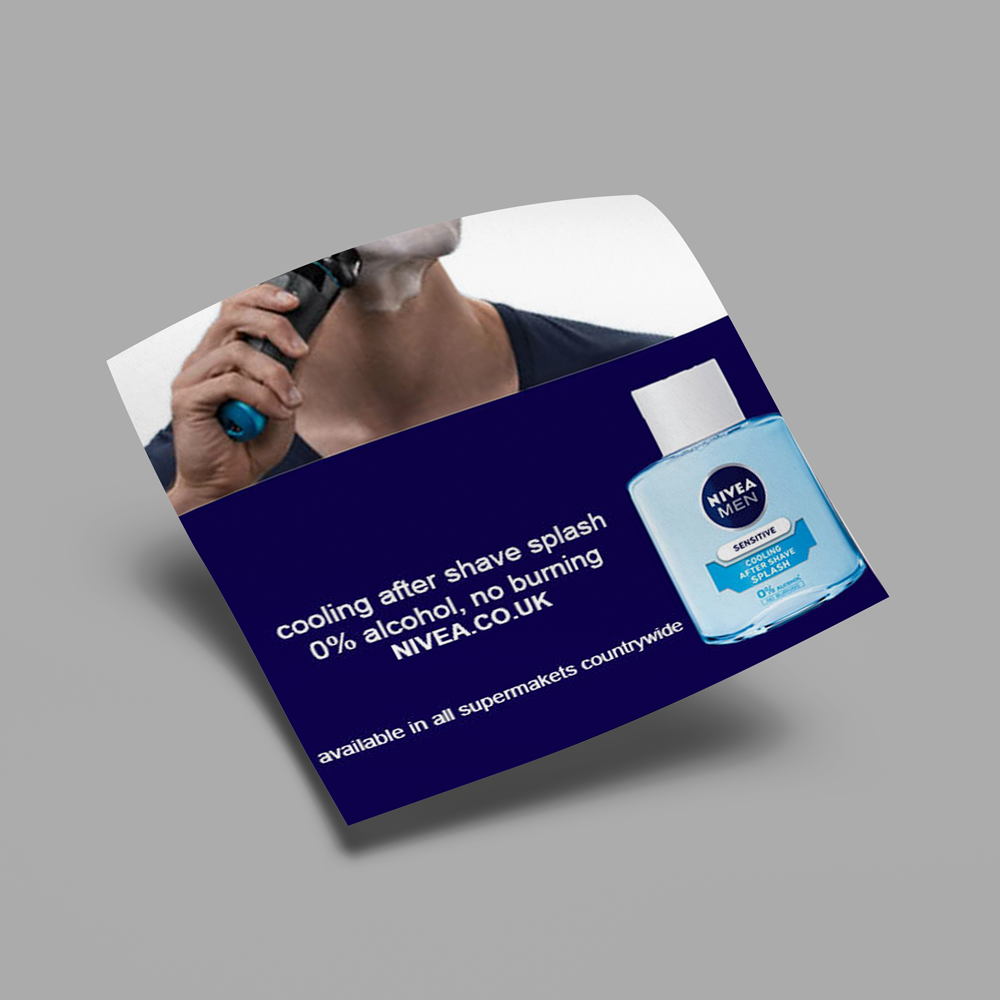 cooling after shave splash
0% alcohol, no burning
NIVEA.CO.UK
available in all supermakets countrywide
NIVEA
MEN
SENSITIVE
COOLING
AFTER SHAVE
SPLASH
0% ALCOHOL